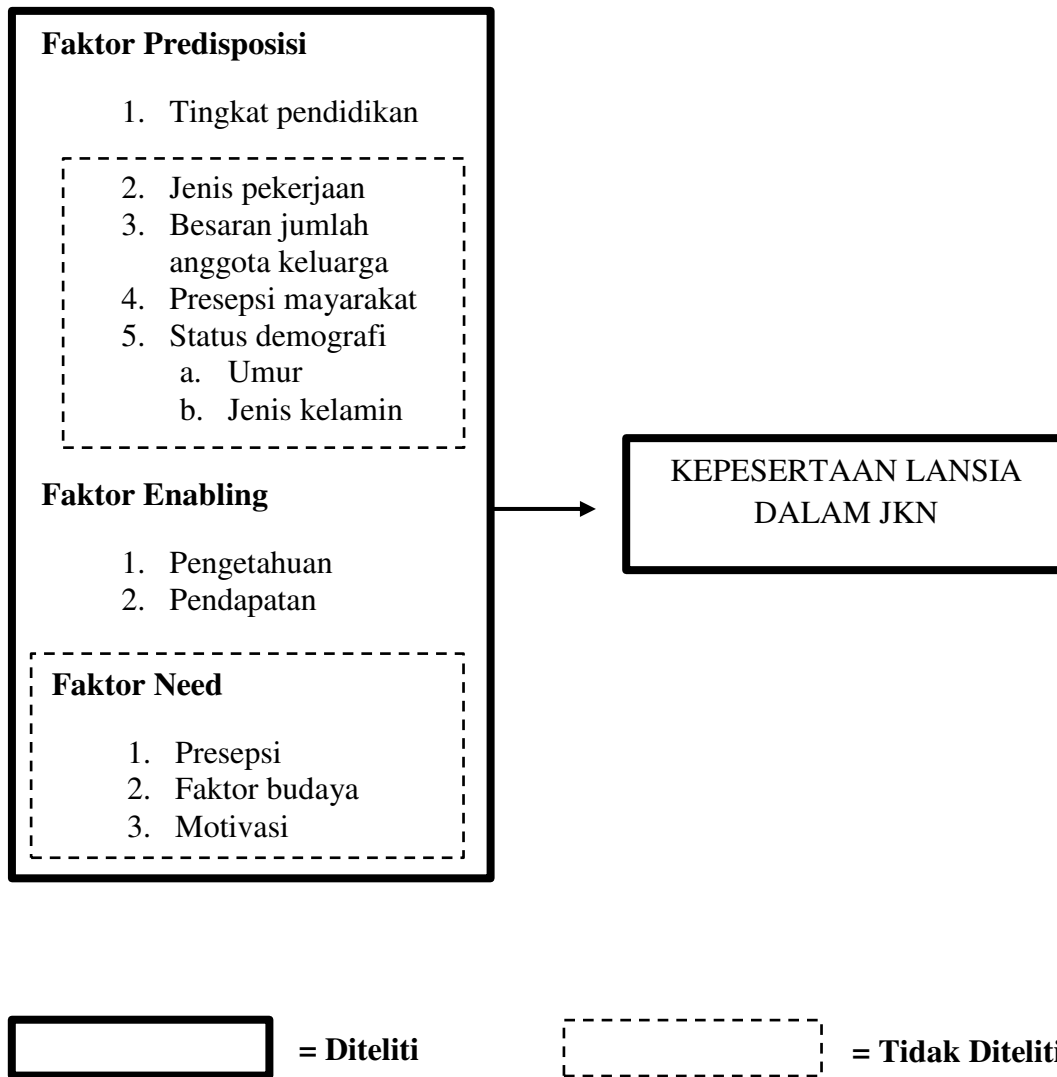 Faktor Predisposisi
1. Tingkat pendidikan
2. Jenis pekerjaan
3. Besaran jumlah
anggota keluarga
4. Presepsi mayarakat
5. Status demografi
a. Umur
b. Jenis kelamin
Faktor Enabling
1. Pengetahuan
2. Pendapatan
Faktor Need
1. Presepsi
2. Faktor budaya
3. Motivasi
KEPESERTAAN LANSIA
DALAM JKN
= Diteliti
= Tidak Diteliti